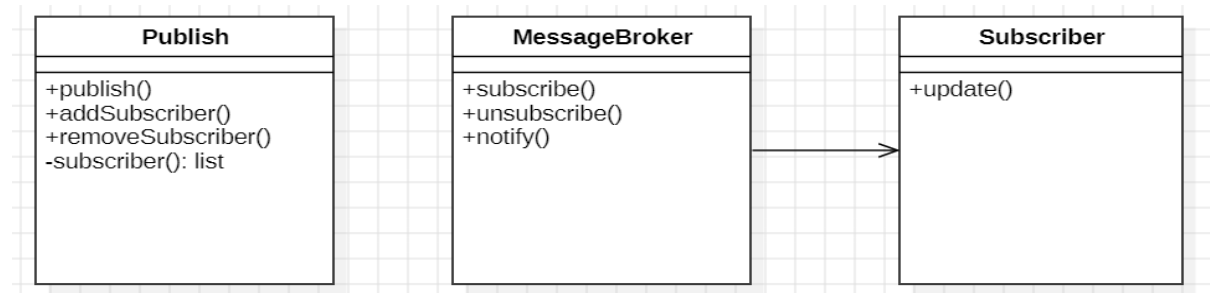 Publish
+publish()
+addSubscriber()
+removeSubscriber()
-subscriber(): list
MessageBroker
+subscribe()
+unsubscribe()
+notify()
Subscriber
+update()